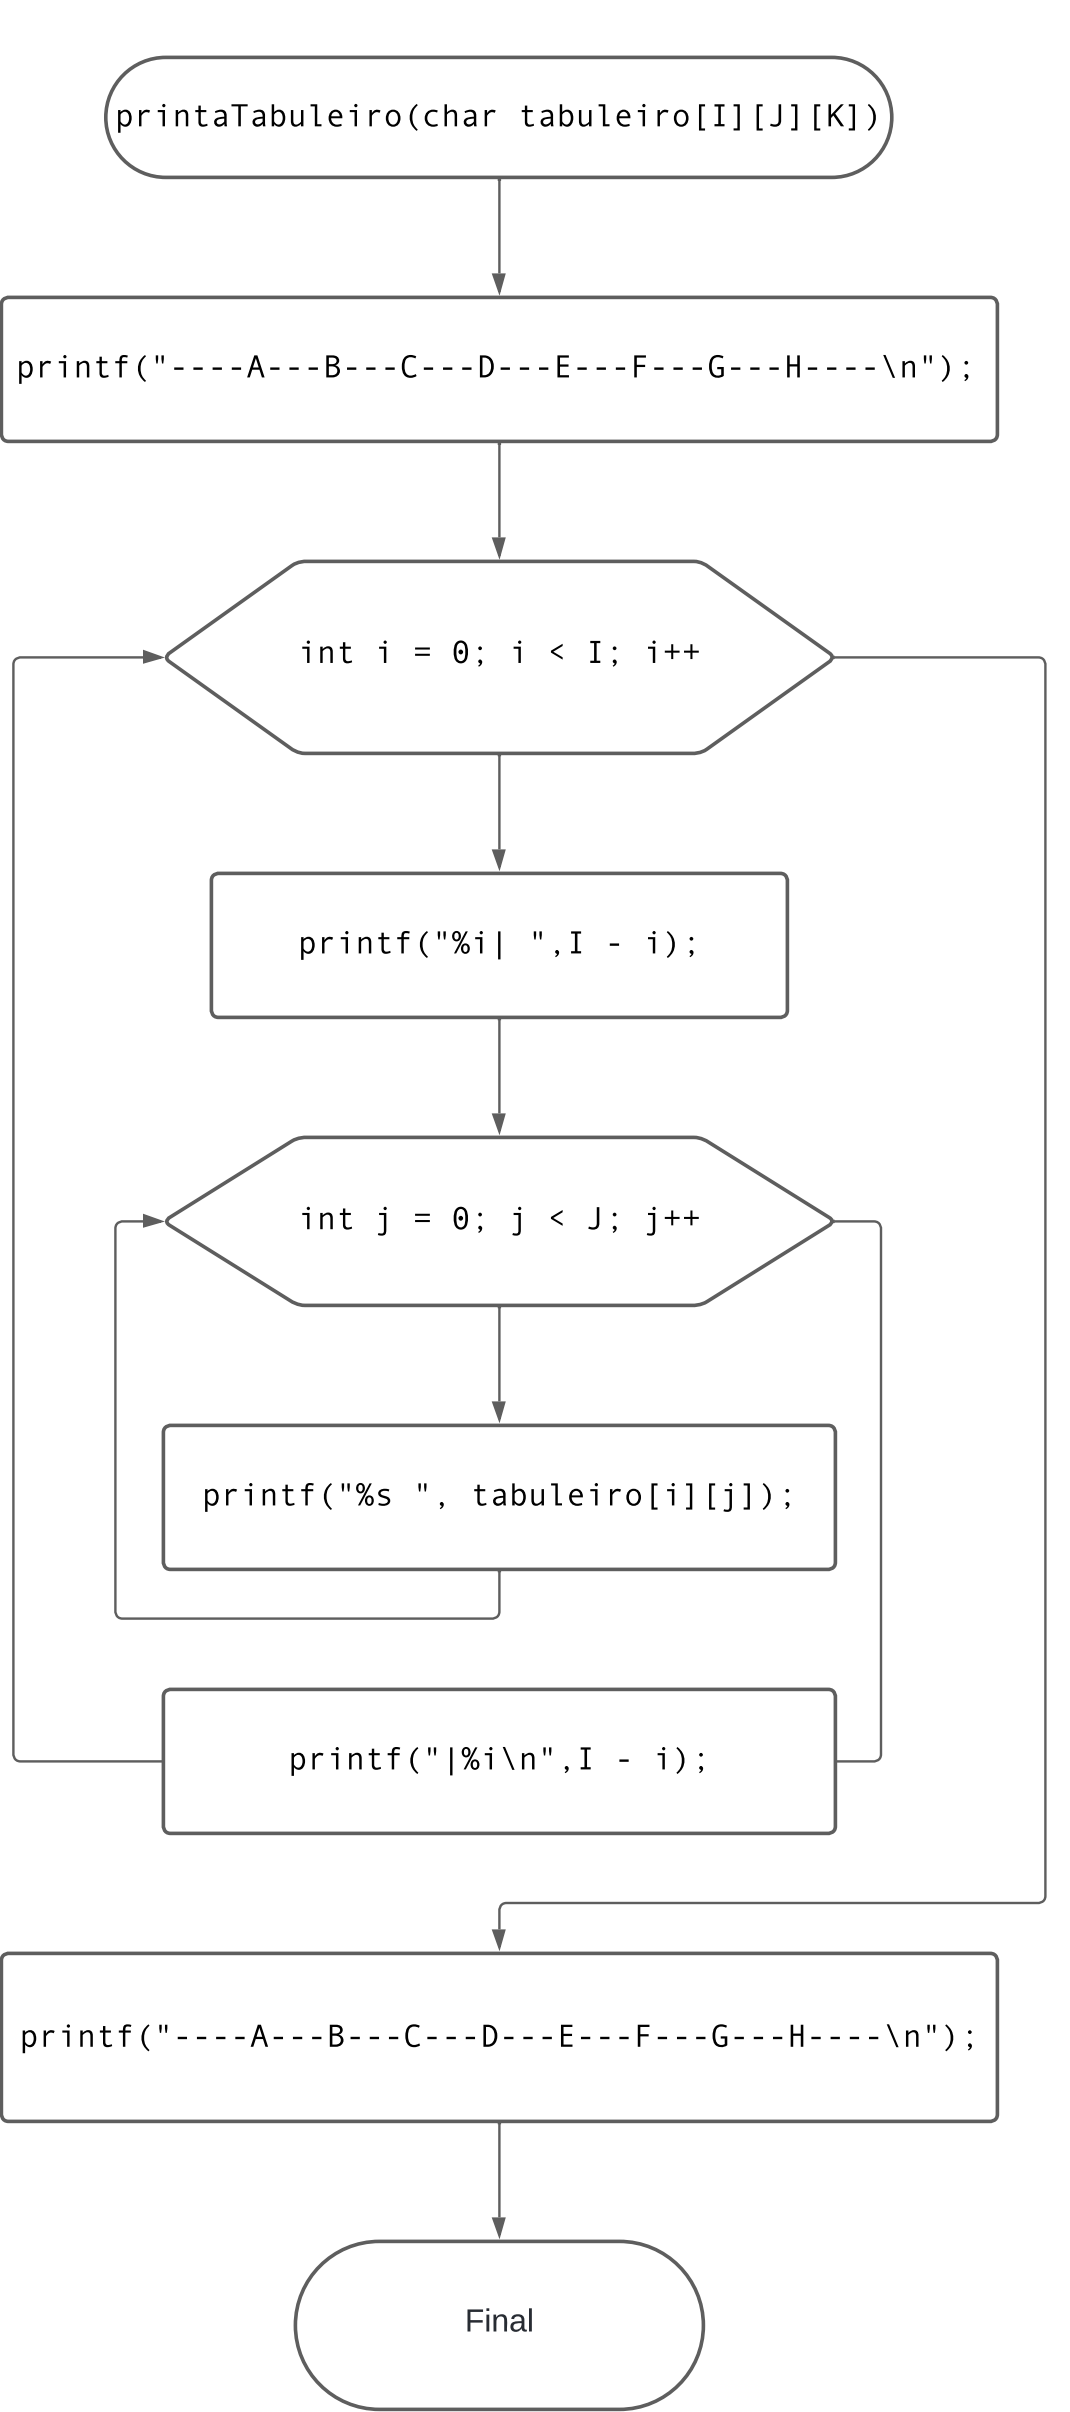 printaTabuleiro(char tabuleiro[I][J][K])
printf("----A---B---C---D---E---F---G---H----\n");
int i = 0; i < I; i++
printf("%i| ",I - i);
int j = 0; j < J; j++
printf("%s ", tabuleiro[i][j]);
printf("|%i\n",I - i);
printf("----A---B---C---D---E---F---G---H----\n");
Final